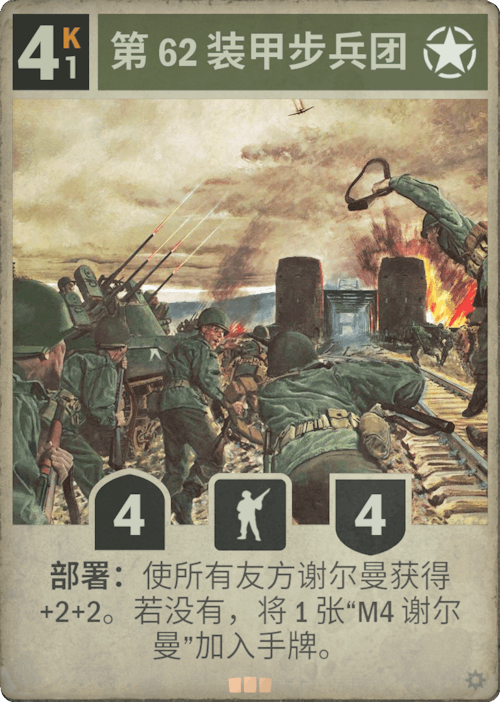 4K
1
第 62 装甲步兵团
4
4
部署：使所有友方谢尔曼获得
+2+2。若没有，将 1 张“M4 谢尔
曼”加入手牌。